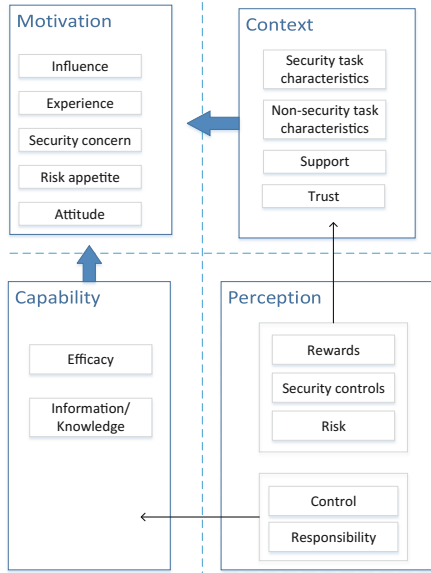 Motivation
Influence
Experience
Security concern
Risk appetite
Attitude
Context
Security task
characteristics
Non-security task
characteristics
Support
Trust
Capability
Efficacy
Information/
Knowledge
Perception
Rewards
Security controls
Risk
Control
Responsibility